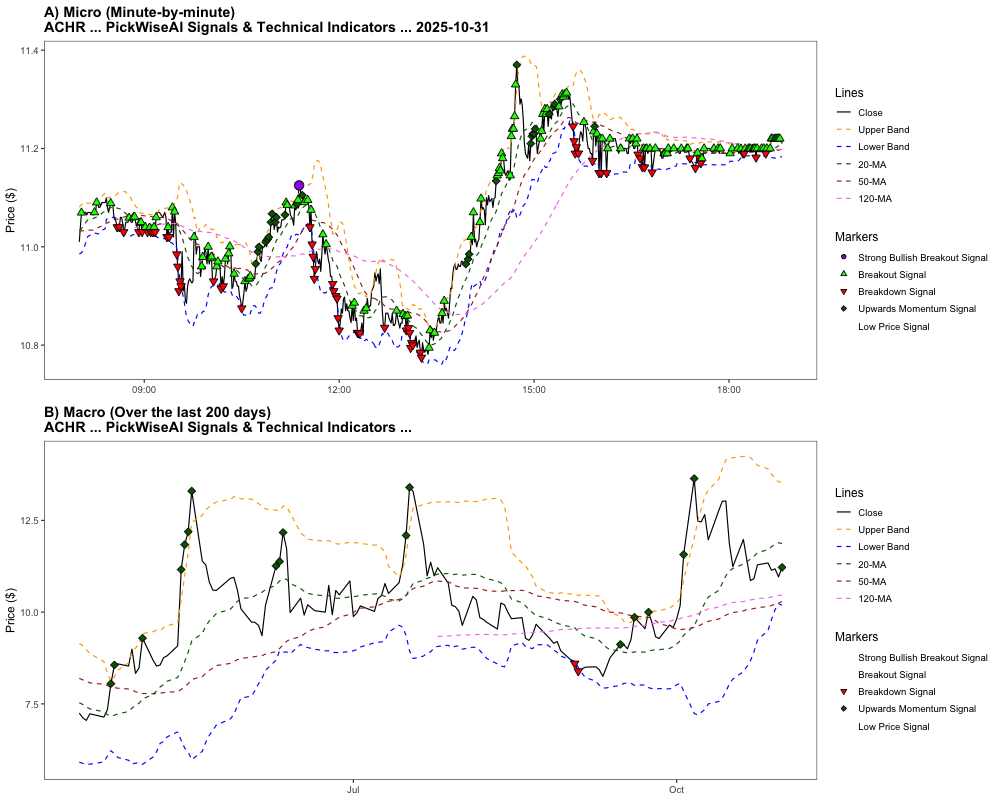 A) Micro (Minute-by-minute)
ACHR ... PickWiseAI Signals & Technical Indicators ... 2025-10-31
Price ($)
11.4
11.2
11.0
10.8
09:00
12:00
15:00
18:00
Lines
Close
Upper Band
Lower Band
20-MA
50-MA
120-MA
Markers
Strong Bullish Breakout Signal
Breakout Signal
Breakdown Signal
Upwards Momentum Signal
Low Price Signal
B) Macro (Over the last 200 days)
ACHR ... PickWiseAI Signals & Technical Indicators ...
Price ($)
12.5
10.0
7.5
Jul
Oct
Lines
Close
Upper Band
Lower Band
20-MA
50-MA
120-MA
Markers
Strong Bullish Breakout Signal
Breakout Signal
Breakdown Signal
Upwards Momentum Signal
Low Price Signal